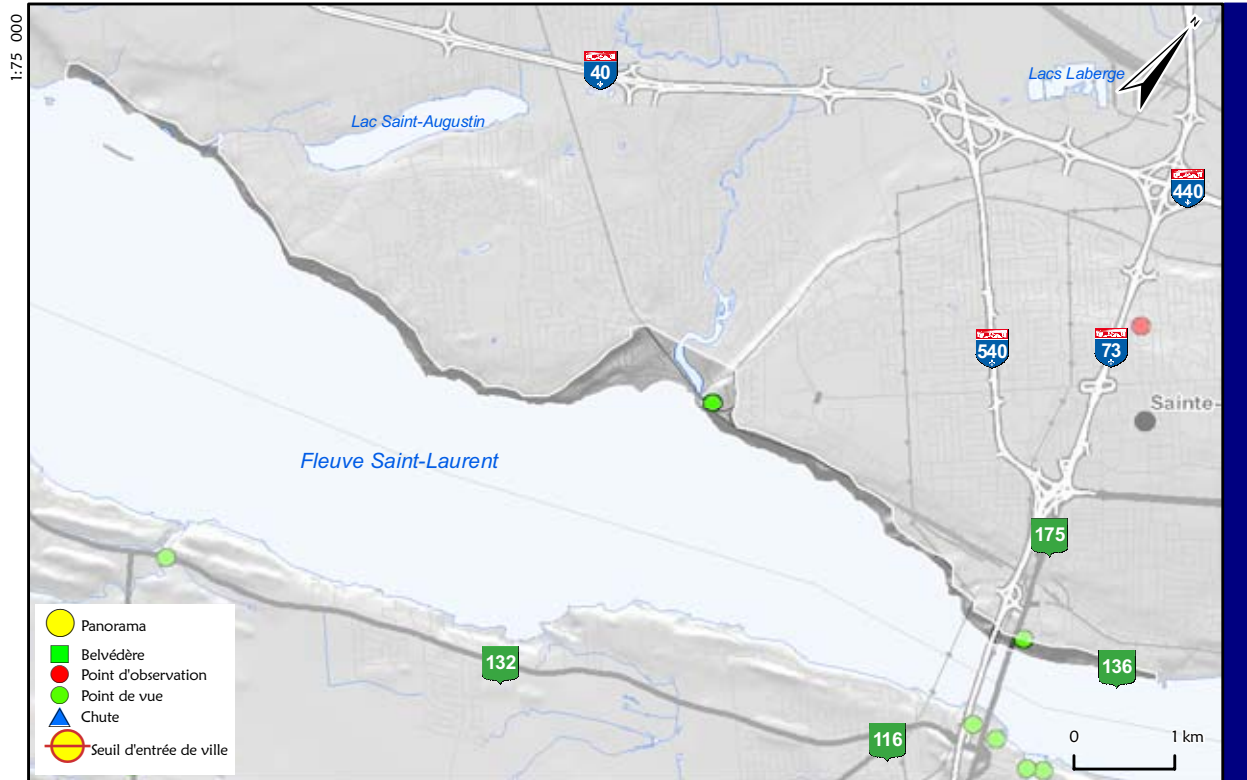 1:75 000
N
40
Lacs Laberge
Lac Saint-Augustin
440
540
73
Sainte-
Fleuve Saint-Laurent
175
132
136
116
Panorama
Belvédère
Point d'observation
Point de vue
Chute
Seuil d'entrée de ville
0 1 km